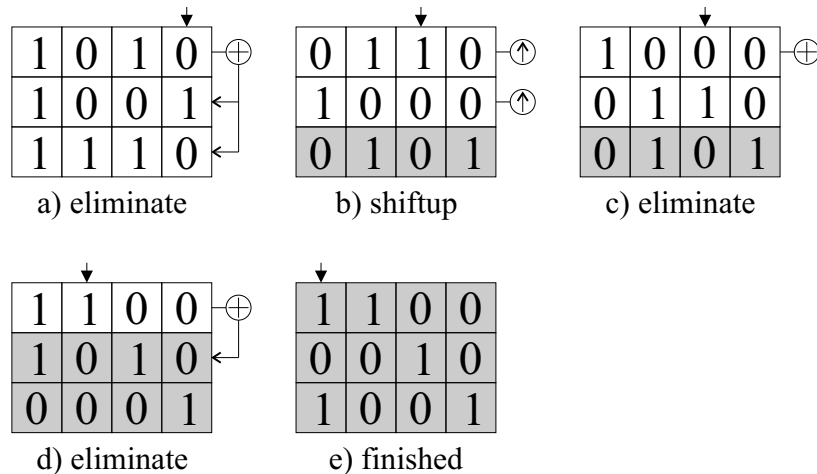 1 0 1 0
1 0 0 1
1 1 1 0
a) eliminate
0 1 1 0
1 0 0 0
0 1 0 1
b) shiftup
1 0 0 0
0 1 1 0
0 1 0 1
c) eliminate
1 1 0 0
1 0 1 0
0 0 0 1
d) eliminate
1 1 0 0
0 0 1 0
1 0 0 1
e) finished